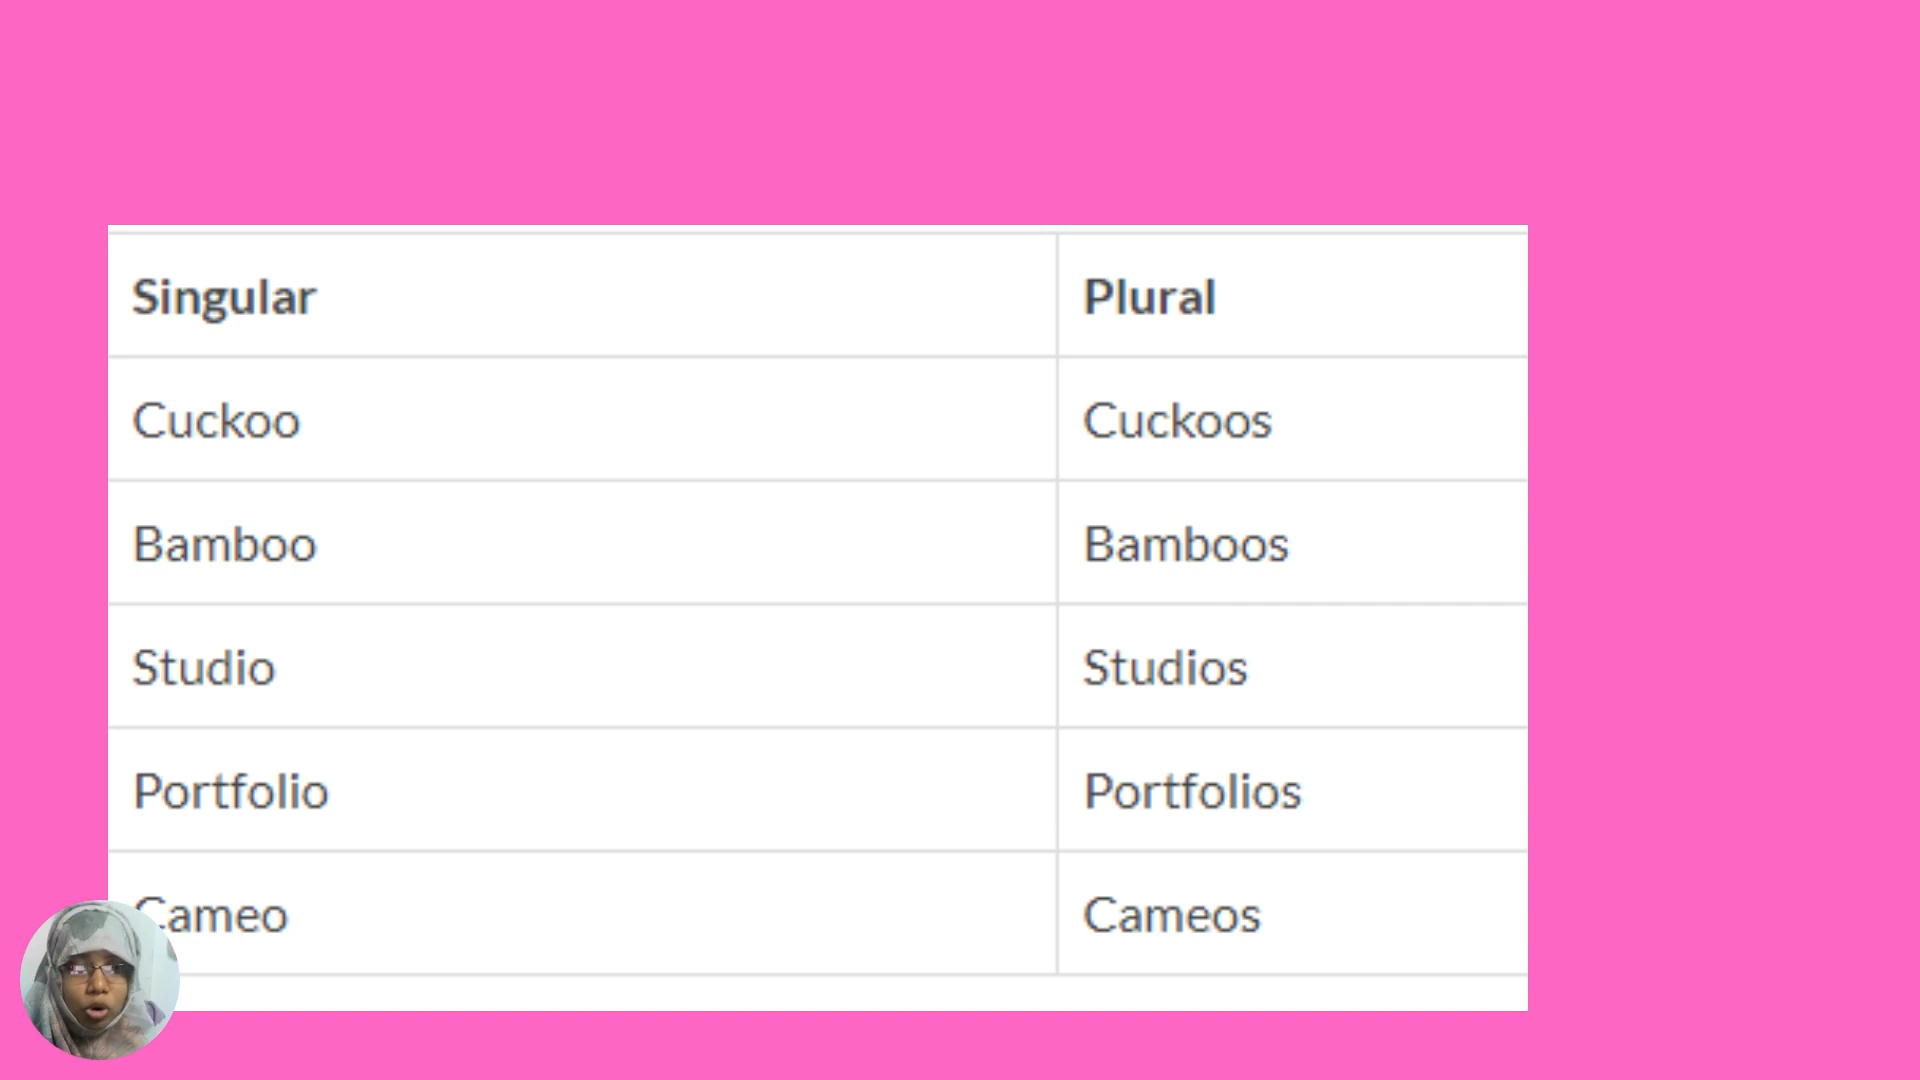 Singular Plural
Cuckoo Cuckoos
Bamboo Bamboos
Studio Studios
Portfolio Portfolios
Cameo Cameos